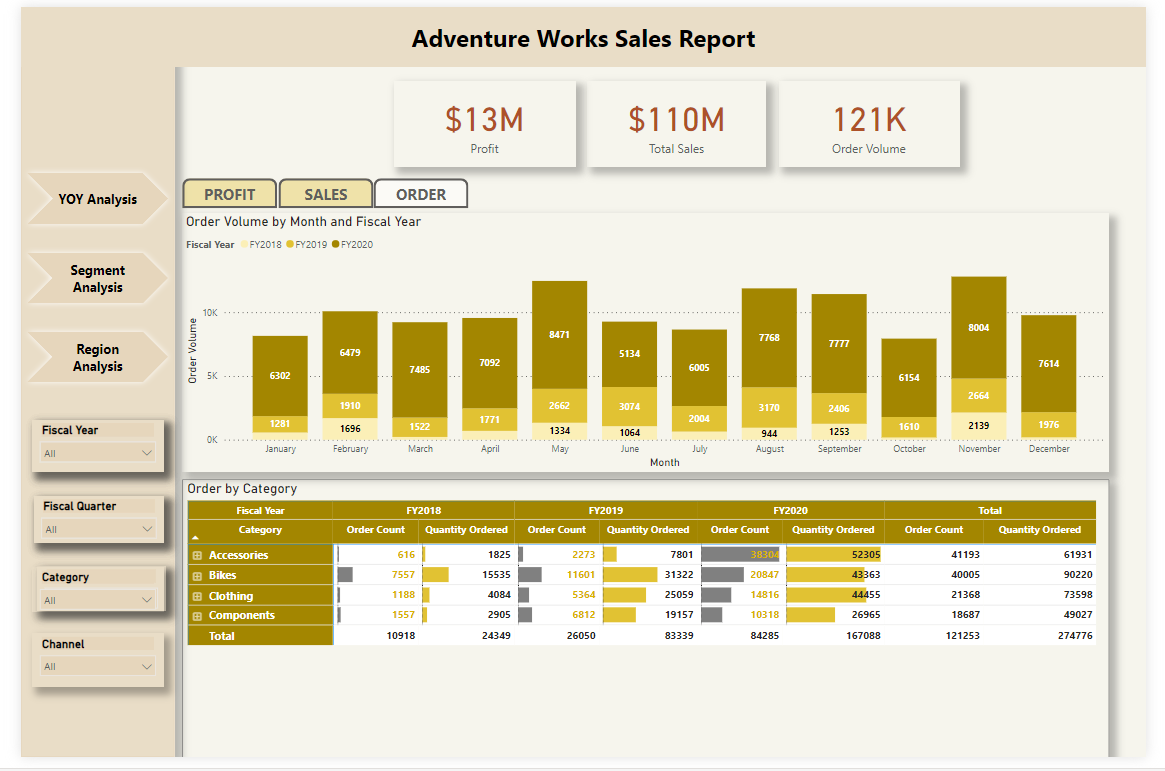 Adventure Works Sales Report
$13M
Profit
$110M
Total Sales
121K
Order Volume
YOY Analysis
Segment
Analysis
Region
Analysis
Fiscal Year
All
Fiscal Quarter
All
Category
All
Channel
All
PROFIT SALES ORDER
Order Volume by Month and Fiscal Year
Fiscal Year FY2018 FY2019 FY2020
Order Volume
10K
5K
0K
6302 6479 7485 7092 8471 5134 6005 7768 7777 6154 8004 7614
1281 1910 1522 1771 2662 3074 2004 3170 2406 1610 2664 1976
1696 1334 1064 944 1253 2139
January February March April May June July August September October November December
Month
Order by Category
Fiscal Year FY2018 FY2019 FY2020 Total
Category Order Count Quantity Ordered Order Count Quantity Ordered Order Count Quantity Ordered Order Count Quantity Ordered
Accessories 616 1825 2273 7801 38304 52305 41193 61931
Bikes 7557 15535 11601 31322 20847 43363 40005 90220
Clothing 1188 4084 5364 25059 14816 44455 21368 73598
Components 1557 2905 6812 19157 10318 26965 18687 49027
Total 10918 24349 26050 83339 84285 167088 121253 274776